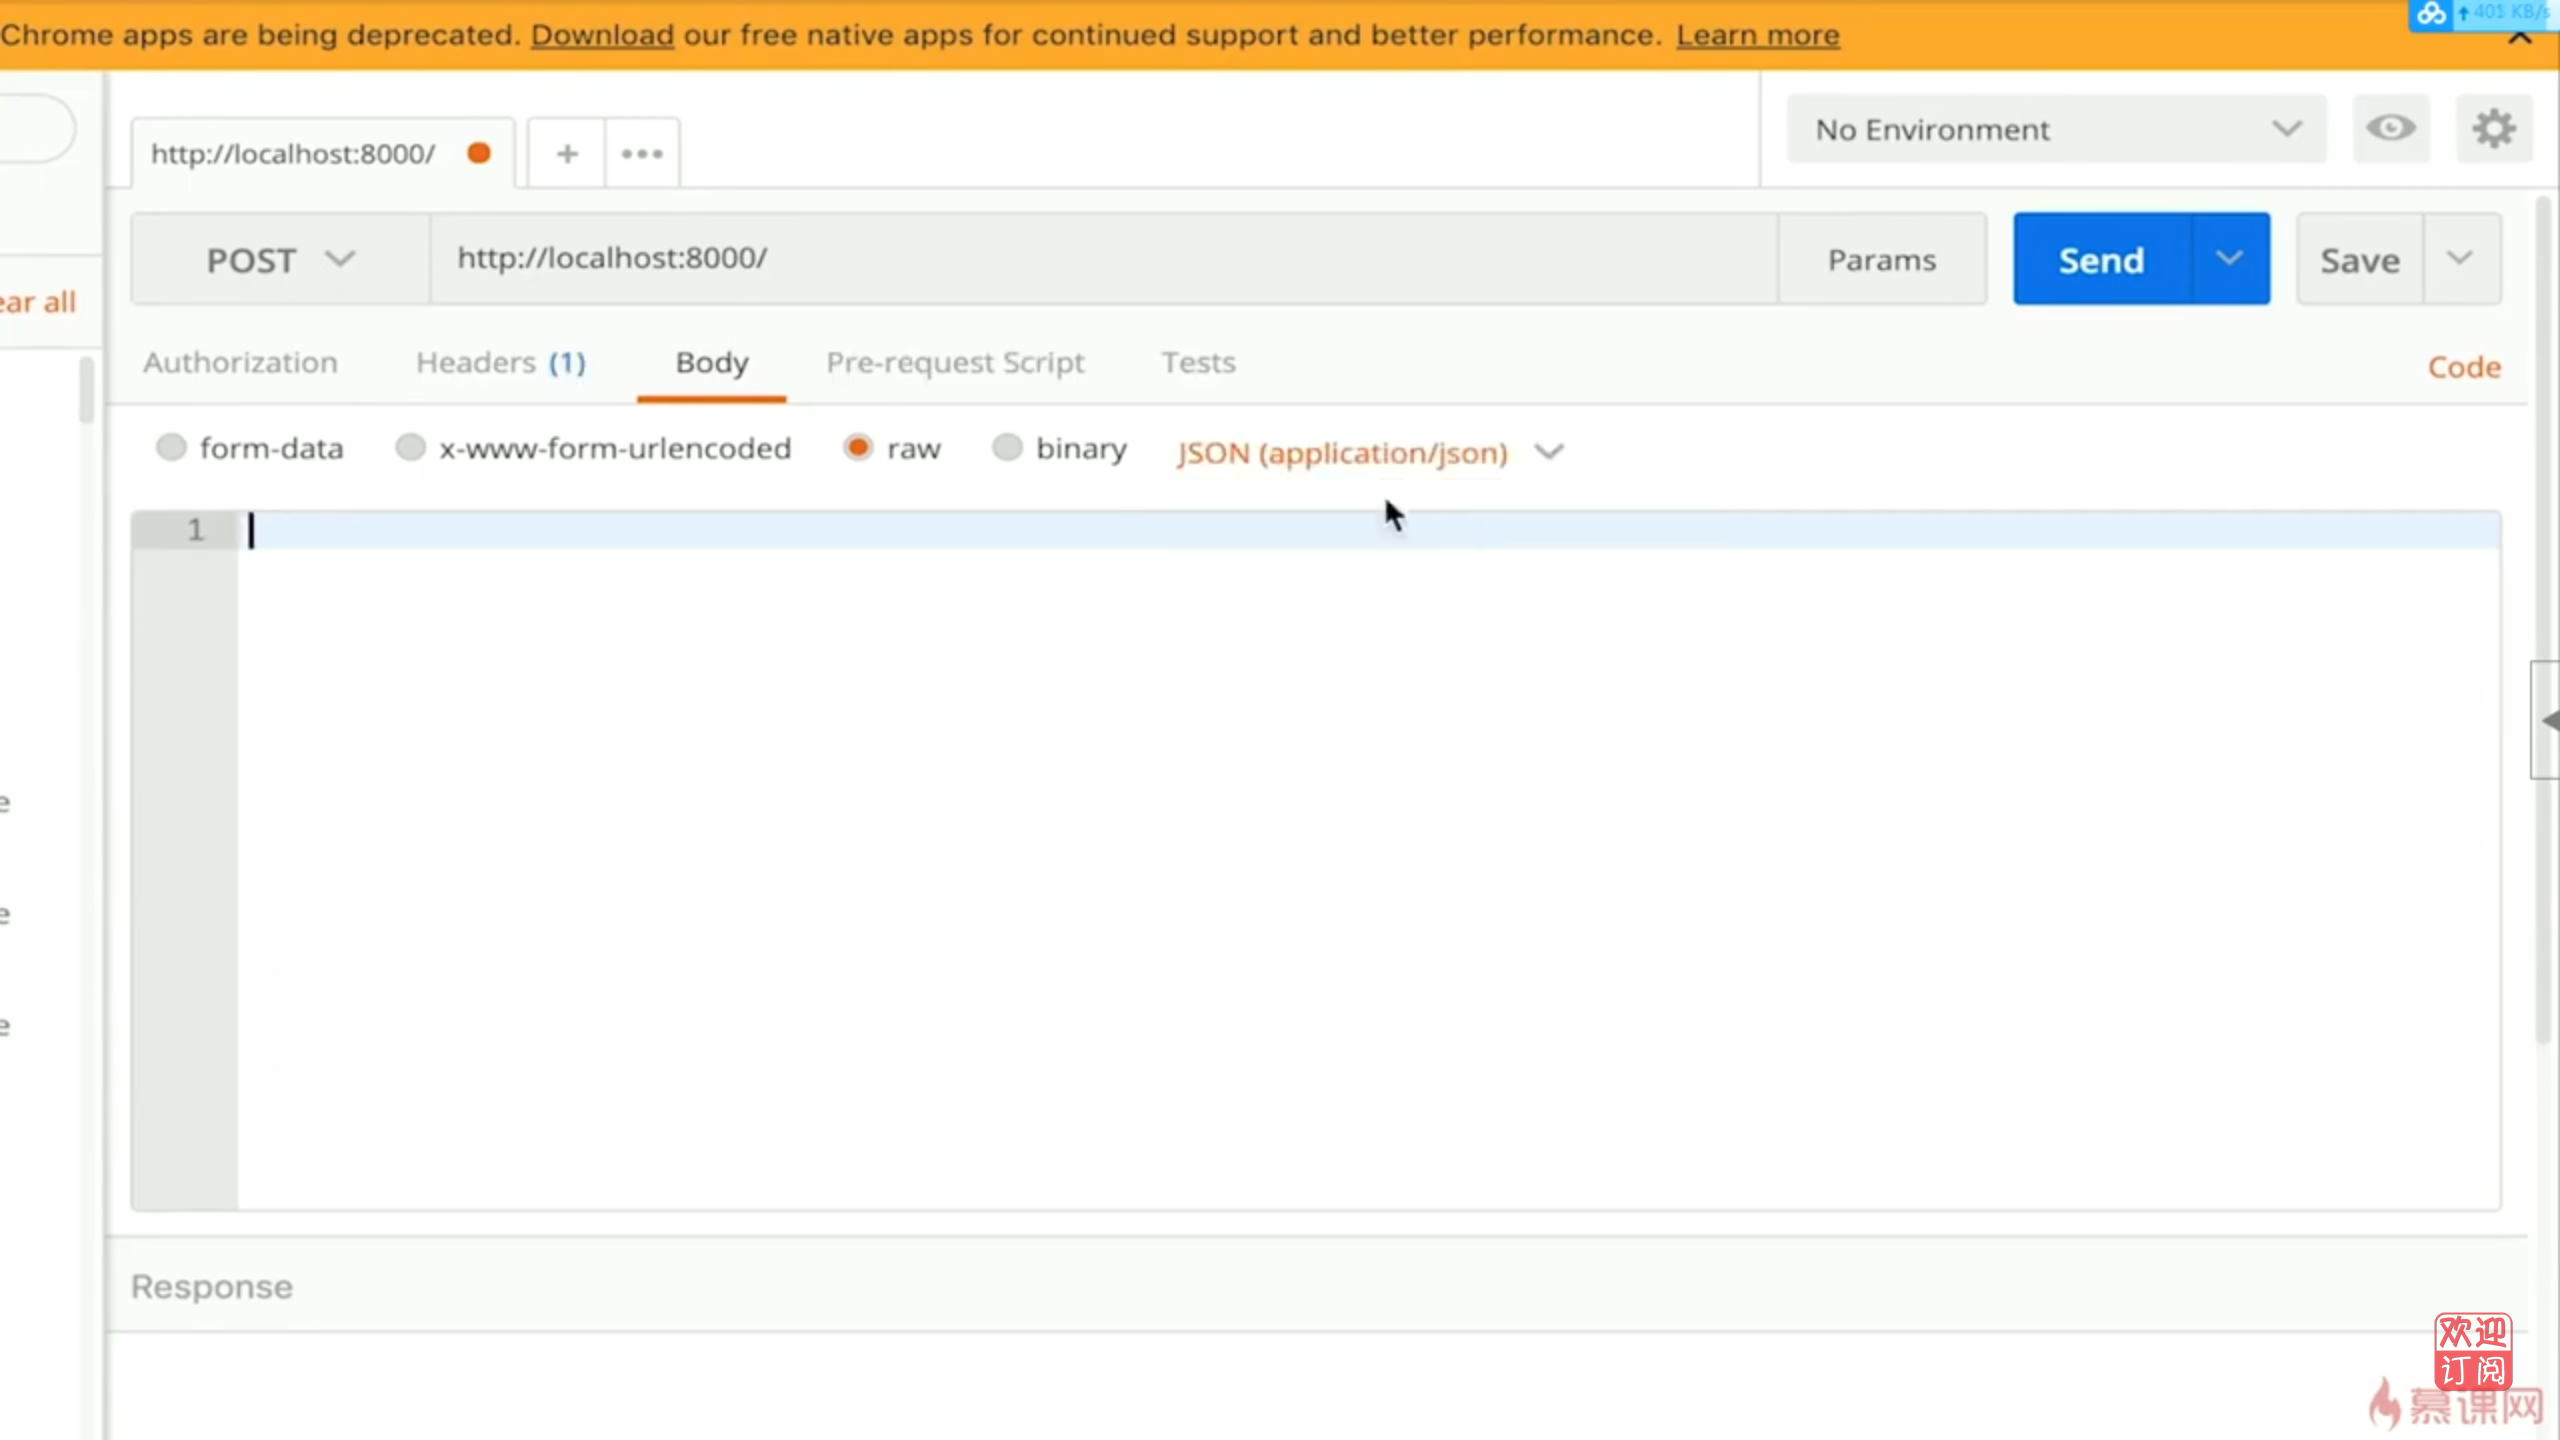 Chrome apps are being deprecated. Download our free native apps for continued support and better performance. Learn more
401 KB/s
http://localhost:8000/
No Environment
POST
http://localhost:8000/
Params
Send
Save
ear all
Authorization
Headers (1)
Body
Pre-request Script
Tests
Code
form-data
x-www-form-urlencoded
raw
binary
JSON (application/json)
1
e
e
e
Response
欢迎
订阅
慕课网